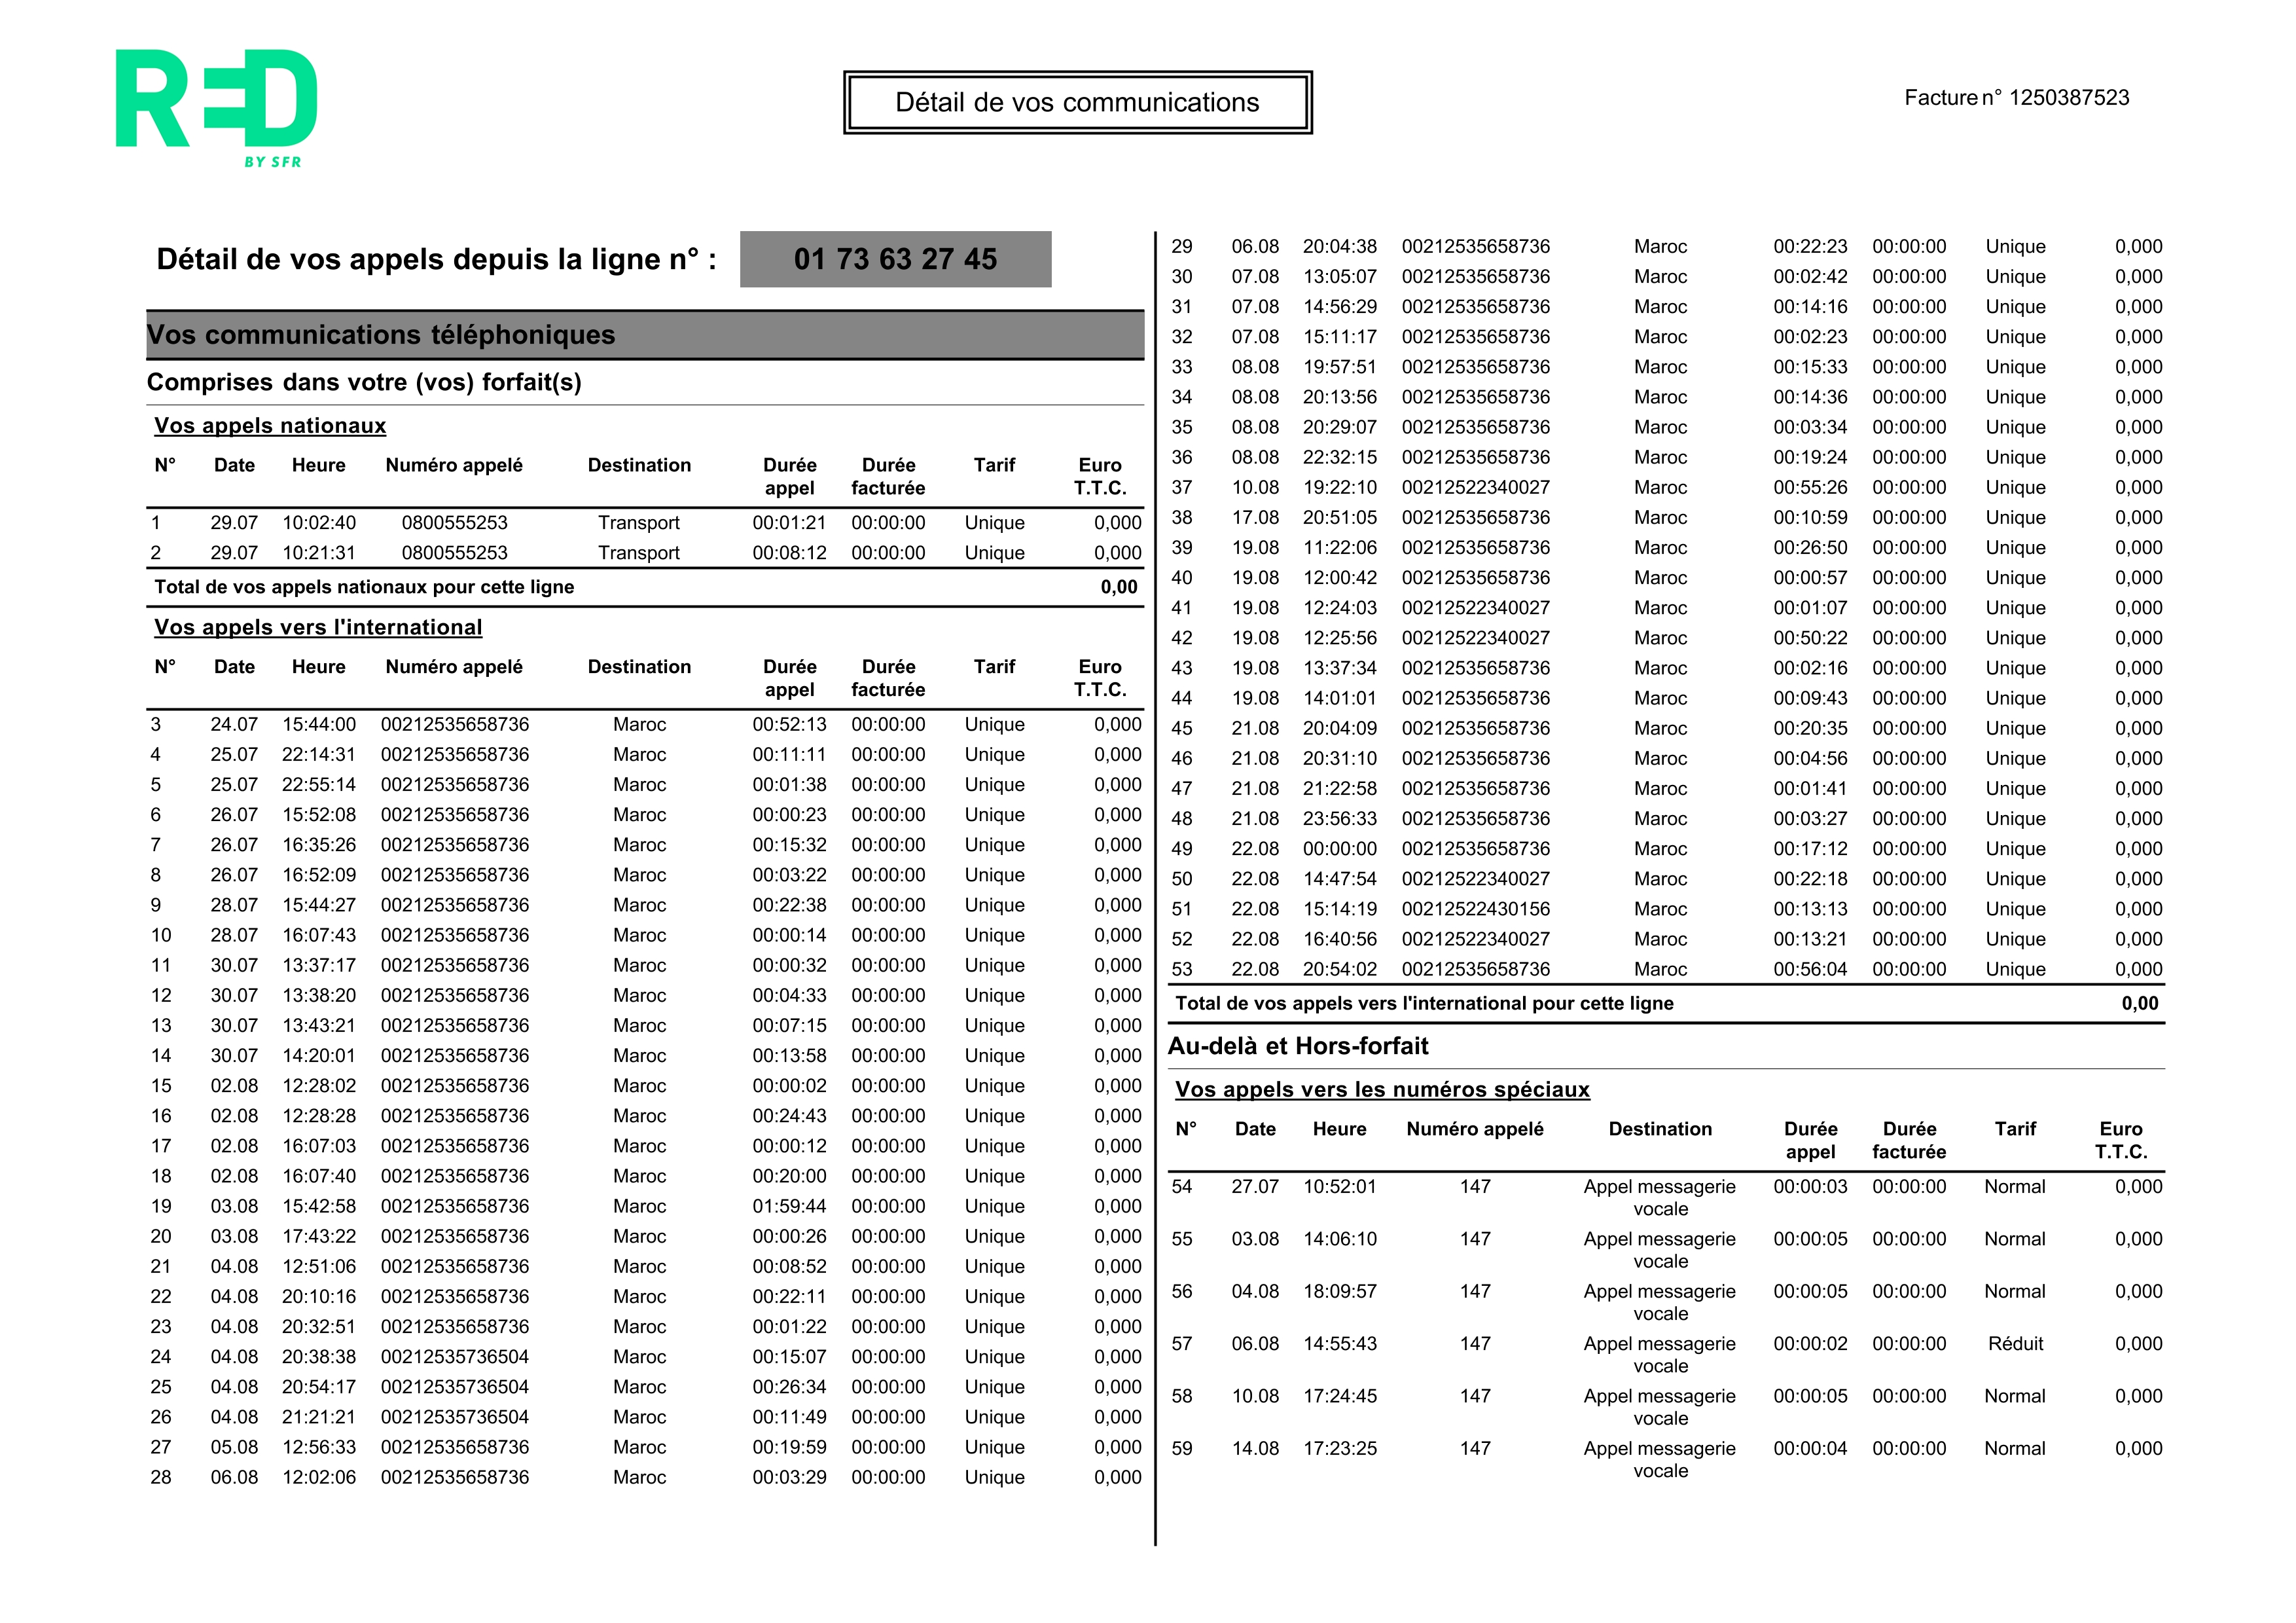 RED
BY SFR
Détail de vos communications
Facture n° 1250387523
Détail de vos appels depuis la ligne n° : 01 73 63 27 45
Vos communications téléphoniques
Comprises dans votre (vos) forfait(s)
Vos appels nationaux
N° Date Heure Numéro appelé Destination Durée appel Durée facturée Tarif Euro T.T.C.
1 29.07 10:02:40 0800555253 Transport 00:01:21 00:00:00 Unique 0,000
2 29.07 10:21:31 0800555253 Transport 00:08:12 00:00:00 Unique 0,000
Total de vos appels nationaux pour cette ligne 0,00
Vos appels vers l'international
N° Date Heure Numéro appelé Destination Durée appel Durée facturée Tarif Euro T.T.C.
3 24.07 15:44:00 00212535658736 Maroc 00:52:13 00:00:00 Unique 0,000
4 25.07 22:14:31 00212535658736 Maroc 00:11:11 00:00:00 Unique 0,000
5 25.07 22:55:14 00212535658736 Maroc 00:01:38 00:00:00 Unique 0,000
6 26.07 15:52:08 00212535658736 Maroc 00:00:23 00:00:00 Unique 0,000
7 26.07 16:35:26 00212535658736 Maroc 00:15:32 00:00:00 Unique 0,000
8 26.07 16:52:09 00212535658736 Maroc 00:03:22 00:00:00 Unique 0,000
9 28.07 15:44:27 00212535658736 Maroc 00:22:38 00:00:00 Unique 0,000
10 28.07 16:07:43 00212535658736 Maroc 00:00:14 00:00:00 Unique 0,000
11 30.07 13:37:17 00212535658736 Maroc 00:00:32 00:00:00 Unique 0,000
12 30.07 13:38:20 00212535658736 Maroc 00:04:33 00:00:00 Unique 0,000
13 30.07 13:43:21 00212535658736 Maroc 00:07:15 00:00:00 Unique 0,000
14 30.07 14:20:01 00212535658736 Maroc 00:13:58 00:00:00 Unique 0,000
15 02.08 12:28:02 00212535658736 Maroc 00:00:02 00:00:00 Unique 0,000
16 02.08 12:28:28 00212535658736 Maroc 00:24:43 00:00:00 Unique 0,000
17 02.08 16:07:03 00212535658736 Maroc 00:00:12 00:00:00 Unique 0,000
18 02.08 16:07:40 00212535658736 Maroc 00:20:00 00:00:00 Unique 0,000
19 03.08 15:42:58 00212535658736 Maroc 01:59:44 00:00:00 Unique 0,000
20 03.08 17:43:22 00212535658736 Maroc 00:00:26 00:00:00 Unique 0,000
21 04.08 12:51:06 00212535658736 Maroc 00:08:52 00:00:00 Unique 0,000
22 04.08 20:10:16 00212535658736 Maroc 00:22:11 00:00:00 Unique 0,000
23 04.08 20:32:51 00212535658736 Maroc 00:01:22 00:00:00 Unique 0,000
24 04.08 20:38:38 00212535736504 Maroc 00:15:07 00:00:00 Unique 0,000
25 04.08 20:54:17 00212535736504 Maroc 00:26:34 00:00:00 Unique 0,000
26 04.08 21:21:21 00212535736504 Maroc 00:11:49 00:00:00 Unique 0,000
27 05.08 12:56:33 00212535658736 Maroc 00:19:59 00:00:00 Unique 0,000
28 06.08 12:02:06 00212535658736 Maroc 00:03:29 00:00:00 Unique 0,000
29 06.08 20:04:38 00212535658736 Maroc 00:22:23 00:00:00 Unique 0,000
30 07.08 13:05:07 00212535658736 Maroc 00:02:42 00:00:00 Unique 0,000
31 07.08 14:56:29 00212535658736 Maroc 00:14:16 00:00:00 Unique 0,000
32 07.08 15:11:17 00212535658736 Maroc 00:02:23 00:00:00 Unique 0,000
33 08.08 19:57:51 00212535658736 Maroc 00:15:33 00:00:00 Unique 0,000
34 08.08 20:13:56 00212535658736 Maroc 00:14:36 00:00:00 Unique 0,000
35 08.08 20:29:07 00212535658736 Maroc 00:03:34 00:00:00 Unique 0,000
36 08.08 22:32:15 00212535658736 Maroc 00:19:24 00:00:00 Unique 0,000
37 10.08 19:22:10 00212522340027 Maroc 00:55:26 00:00:00 Unique 0,000
38 17.08 20:51:05 00212535658736 Maroc 00:10:59 00:00:00 Unique 0,000
39 19.08 11:22:06 00212535658736 Maroc 00:26:50 00:00:00 Unique 0,000
40 19.08 12:00:42 00212535658736 Maroc 00:00:57 00:00:00 Unique 0,000
41 19.08 12:24:03 00212522340027 Maroc 00:01:07 00:00:00 Unique 0,000
42 19.08 12:25:56 00212522340027 Maroc 00:50:22 00:00:00 Unique 0,000
43 19.08 13:37:34 00212535658736 Maroc 00:02:16 00:00:00 Unique 0,000
44 19.08 14:01:01 00212535658736 Maroc 00:09:43 00:00:00 Unique 0,000
45 21.08 20:04:09 00212535658736 Maroc 00:20:35 00:00:00 Unique 0,000
46 21.08 20:31:10 00212535658736 Maroc 00:04:56 00:00:00 Unique 0,000
47 21.08 21:22:58 00212535658736 Maroc 00:01:41 00:00:00 Unique 0,000
48 21.08 23:56:33 00212535658736 Maroc 00:03:27 00:00:00 Unique 0,000
49 22.08 00:00:00 00212535658736 Maroc 00:17:12 00:00:00 Unique 0,000
50 22.08 14:47:54 00212522340027 Maroc 00:22:18 00:00:00 Unique 0,000
51 22.08 15:14:19 00212522430156 Maroc 00:13:13 00:00:00 Unique 0,000
52 22.08 16:40:56 00212522340027 Maroc 00:13:21 00:00:00 Unique 0,000
53 22.08 20:54:02 00212535658736 Maroc 00:56:04 00:00:00 Unique 0,000
Total de vos appels vers l'international pour cette ligne 0,00
Au-delà et Hors-forfait
Vos appels vers les numéros spéciaux
N° Date Heure Numéro appelé Destination Durée appel Durée facturée Tarif Euro T.T.C.
54 27.07 10:52:01 147 Appel messagerie vocale 00:00:03 00:00:00 Normal 0,000
55 03.08 14:06:10 147 Appel messagerie vocale 00:00:05 00:00:00 Normal 0,000
56 04.08 18:09:57 147 Appel messagerie vocale 00:00:05 00:00:00 Normal 0,000
57 06.08 14:55:43 147 Appel messagerie vocale 00:00:02 00:00:00 Réduit 0,000
58 10.08 17:24:45 147 Appel messagerie vocale 00:00:05 00:00:00 Normal 0,000
59 14.08 17:23:25 147 Appel messagerie vocale 00:00:04 00:00:00 Normal 0,000